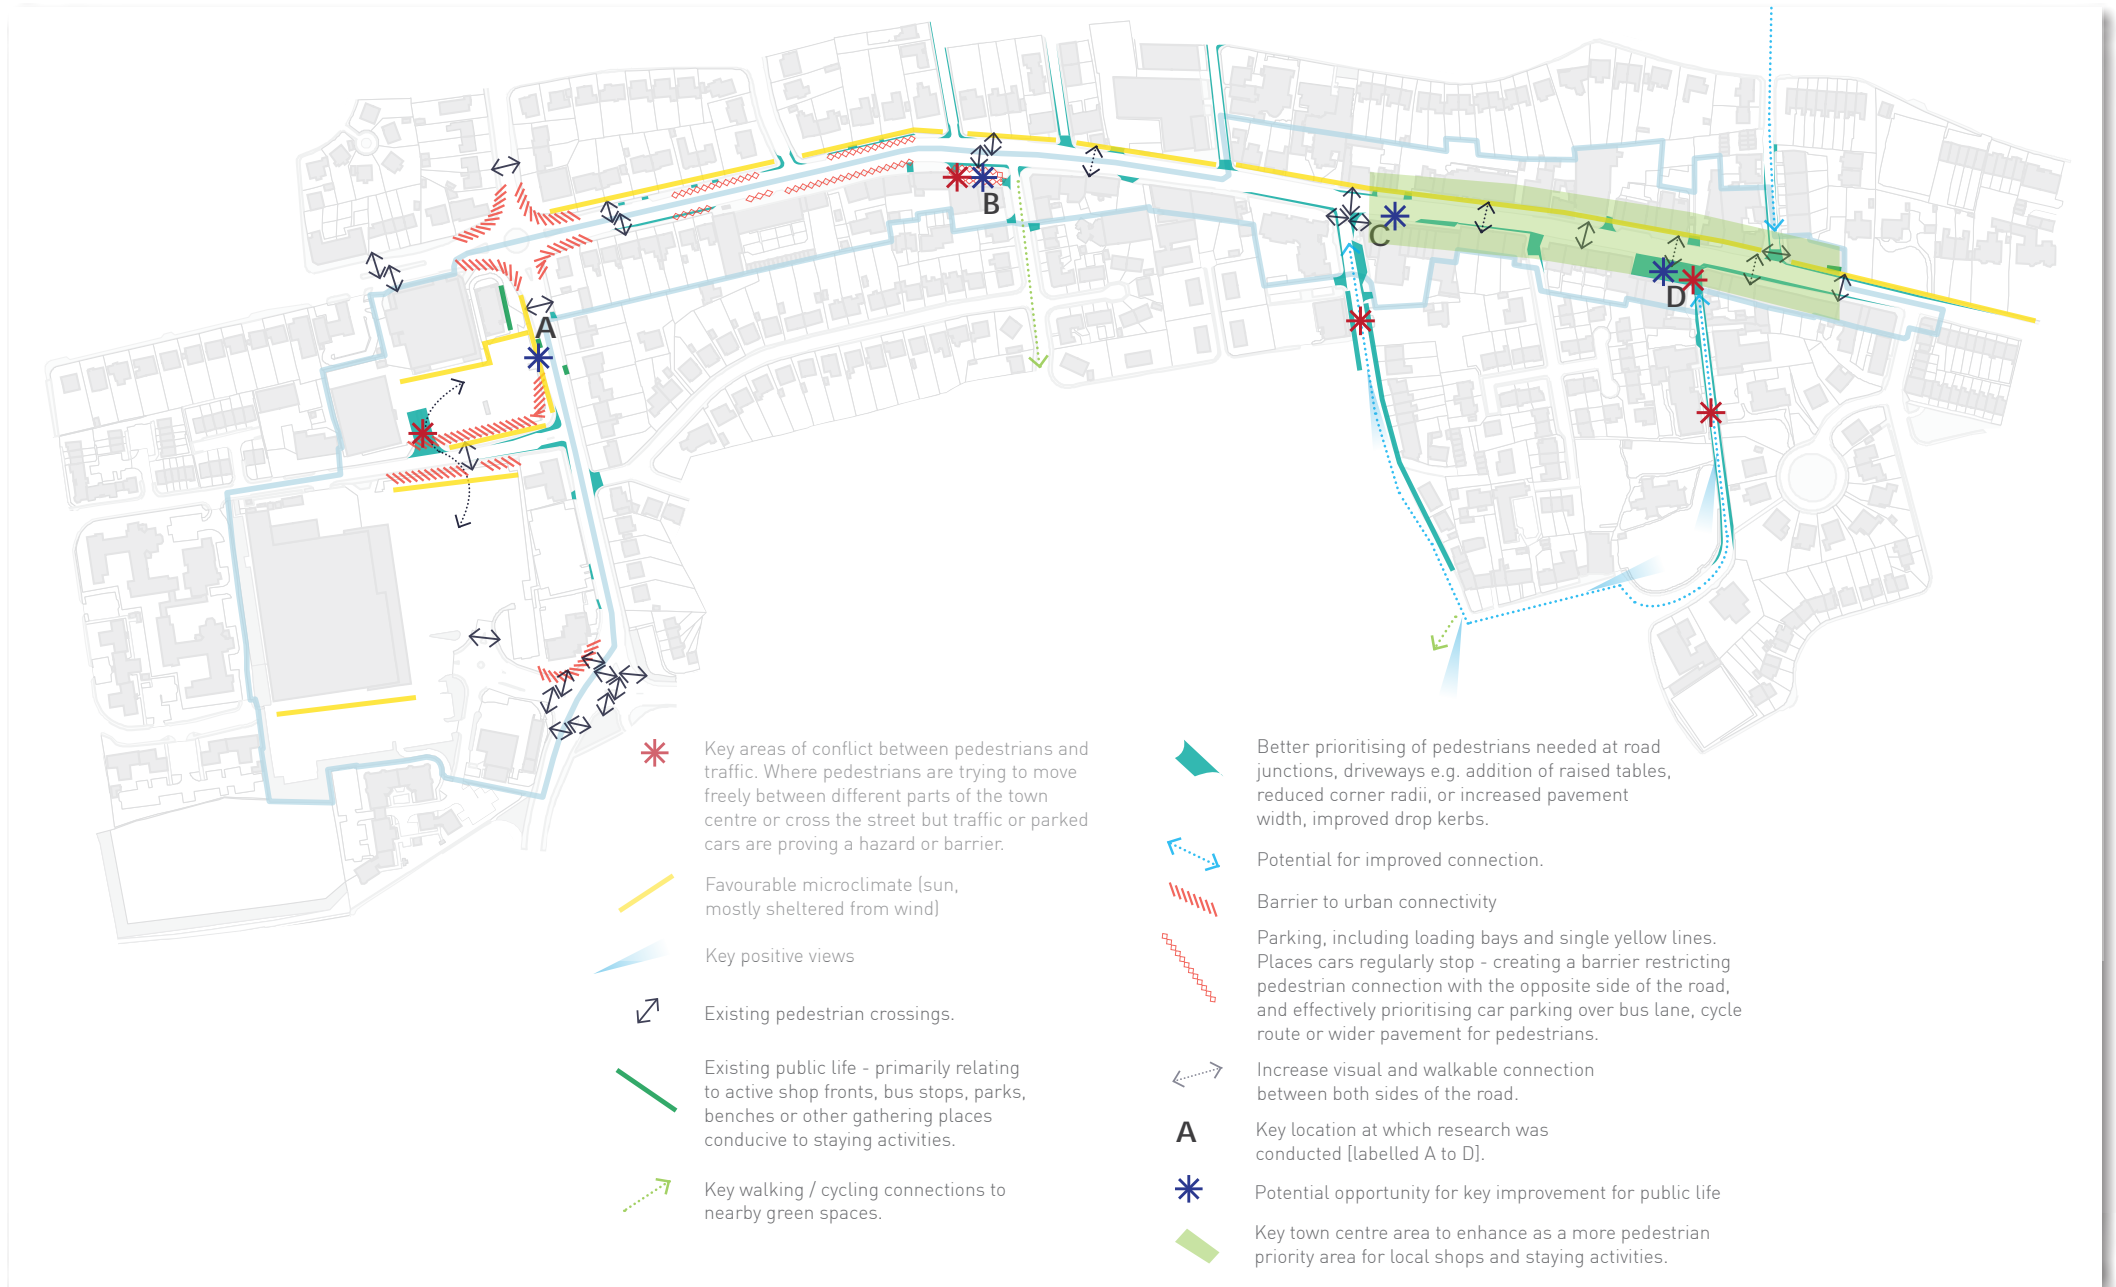 A
B
C
D
Key areas of conflict between pedestrians and
traffic. Where pedestrians are trying to move
freely between different parts of the town
centre or cross the street but traffic or parked
cars are proving a hazard or barrier.
Favourable microclimate (sun,
mostly sheltered from wind)
Key positive views
Existing pedestrian crossings.
Existing public life - primarily relating
to active shop fronts, bus stops, parks,
benches or other gathering places
conducive to staying activities.
Key walking / cycling connections to
nearby green spaces.
Better prioritising of pedestrians needed at road
junctions, driveways e.g. addition of raised tables,
reduced corner radii, or increased pavement
width, improved drop kerbs.
Potential for improved connection.
Barrier to urban connectivity
Parking, including loading bays and single yellow lines.
Places cars regularly stop - creating a barrier restricting
pedestrian connection with the opposite side of the road,
and effectively prioritising car parking over bus lane, cycle
route or wider pavement for pedestrians.
Increase visual and walkable connection
between both sides of the road.
A
Key location at which research was
conducted [labelled A to D].
Potential opportunity for key improvement for public life
Key town centre area to enhance as a more pedestrian
priority area for local shops and staying activities.